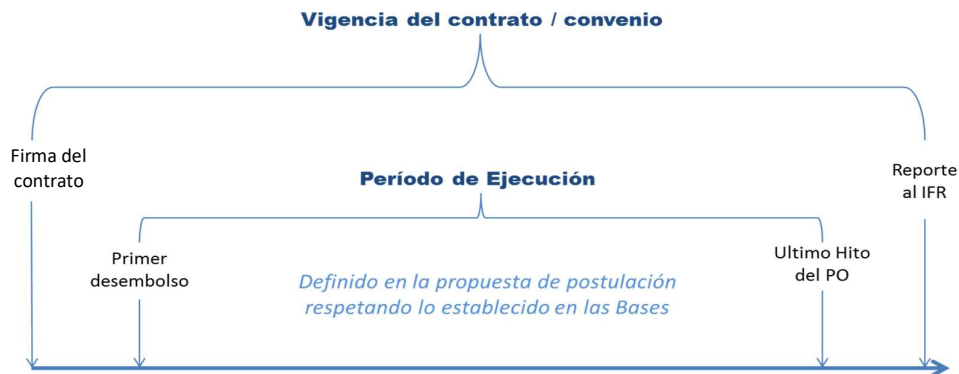 Vigencia del contrato / convenio
Firma del
contrato
Reporte
al IFR
Período de Ejecución
Primer
desembolso
Ultimo Hito
del PO
Definido en la propuesta de postulación
respetando lo establecido en las Bases